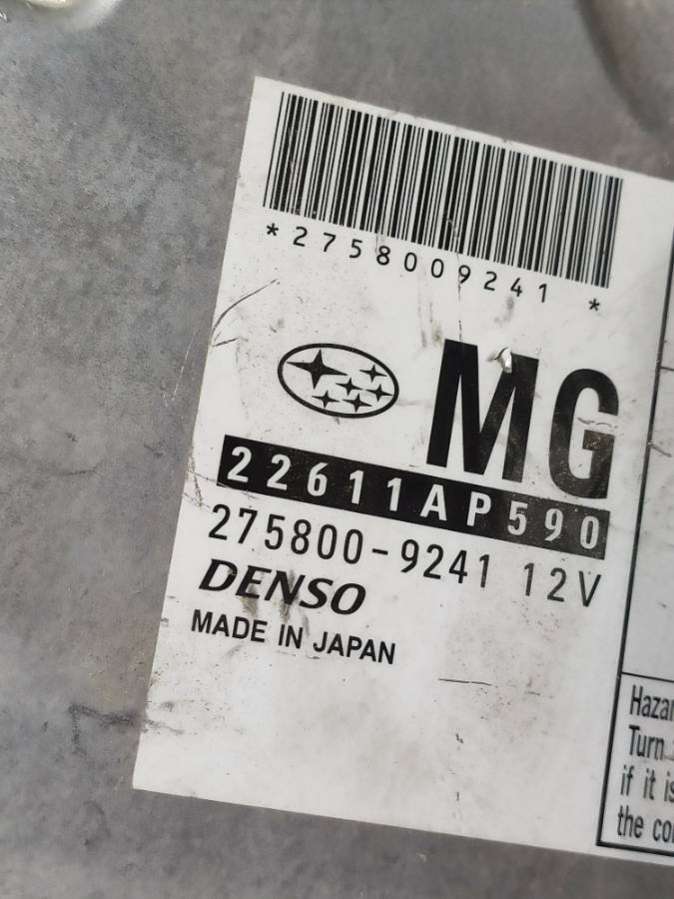 *2758009241*
MG
22611AP590
275800-9241 12V
DENSO
MADE IN JAPAN
Hazar
Turn
if it is
the co